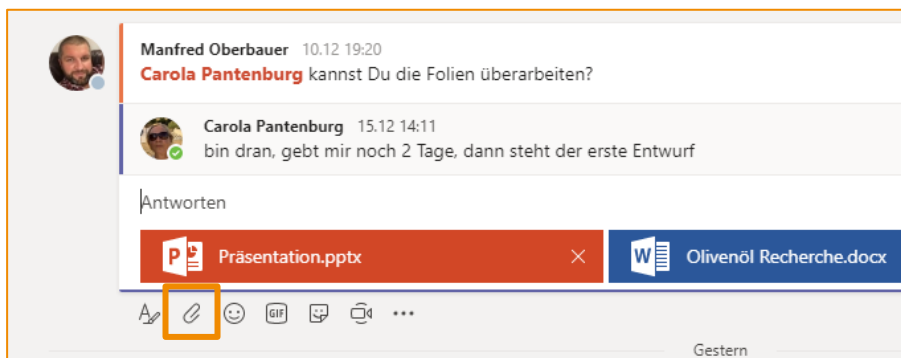 Manfred Oberbauer 10.12 19:20
Carola Pantenburg kannst Du die Folien überarbeiten?
Carola Pantenburg 15.12 14:11
bin dran, gebt mir noch 2 Tage, dann steht der erste Entwurf
Antworten
P Präsentation.pptx W Olivenöl Recherche.docx
GIF
Gestern